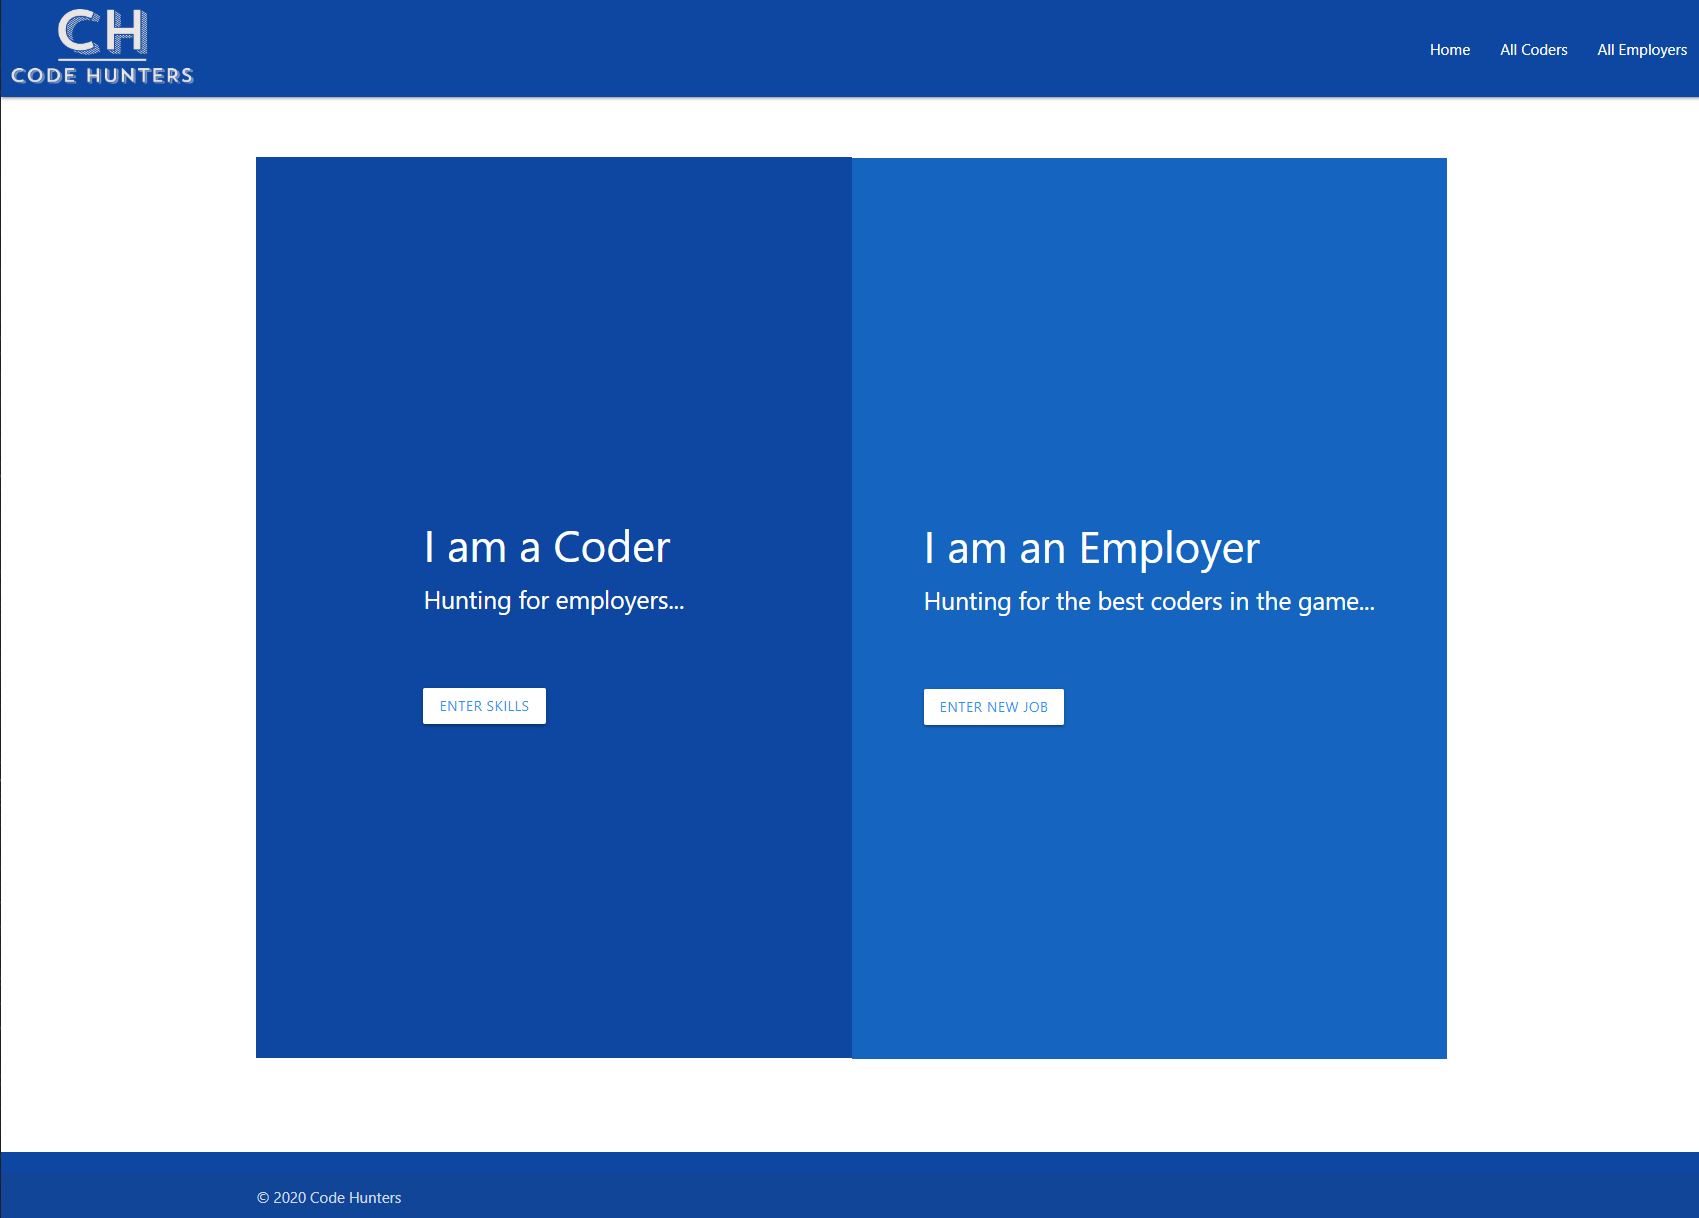 CH
CODE HUNTERS
Home All Coders All Employers
I am a Coder
Hunting for employers...
ENTER SKILLS
I am an Employer
Hunting for the best coders in the game...
ENTER NEW JOB
© 2020 Code Hunters